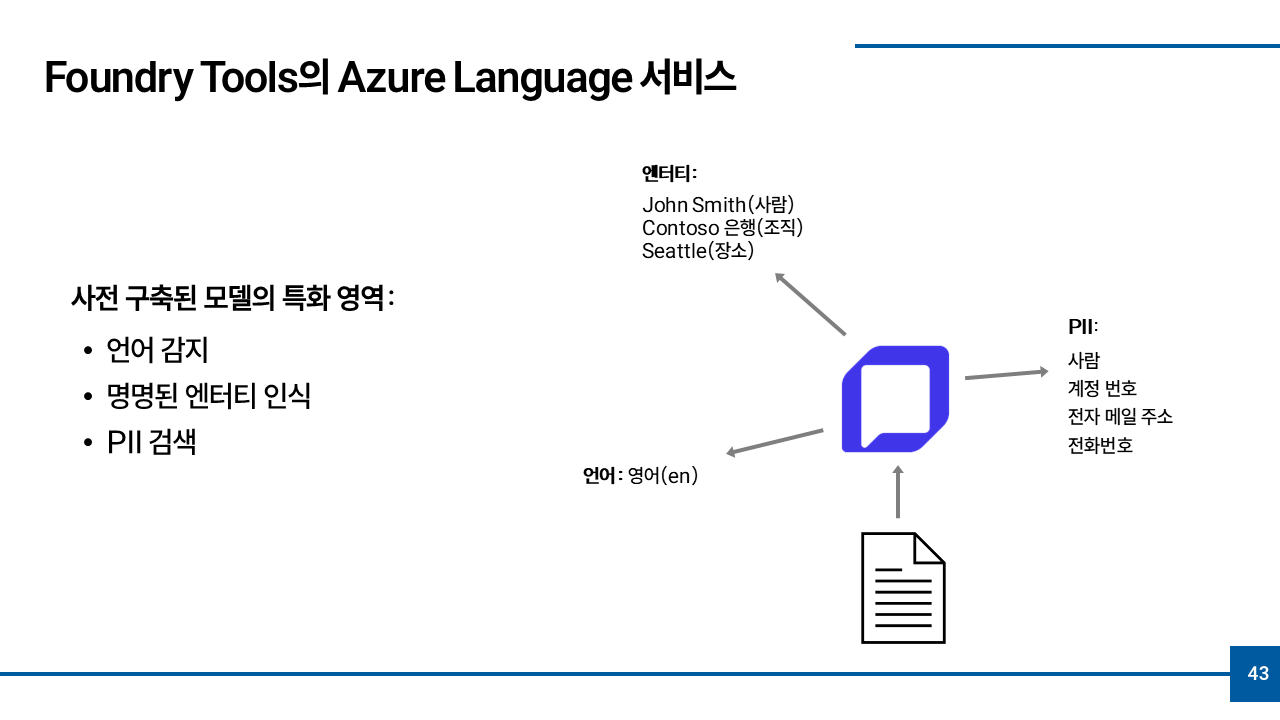 Foundry Tools의 Azure Language 서비스
사전 구축된 모델의 특화 영역:
• 언어 감지
• 명명된 엔터티 인식
• PII 검색
엔터티:
John Smith(사람)
Contoso 은행(조직)
Seattle(장소)
PII:
사람
계정 번호
전자 메일 주소
전화번호
언어: 영어(en)
43